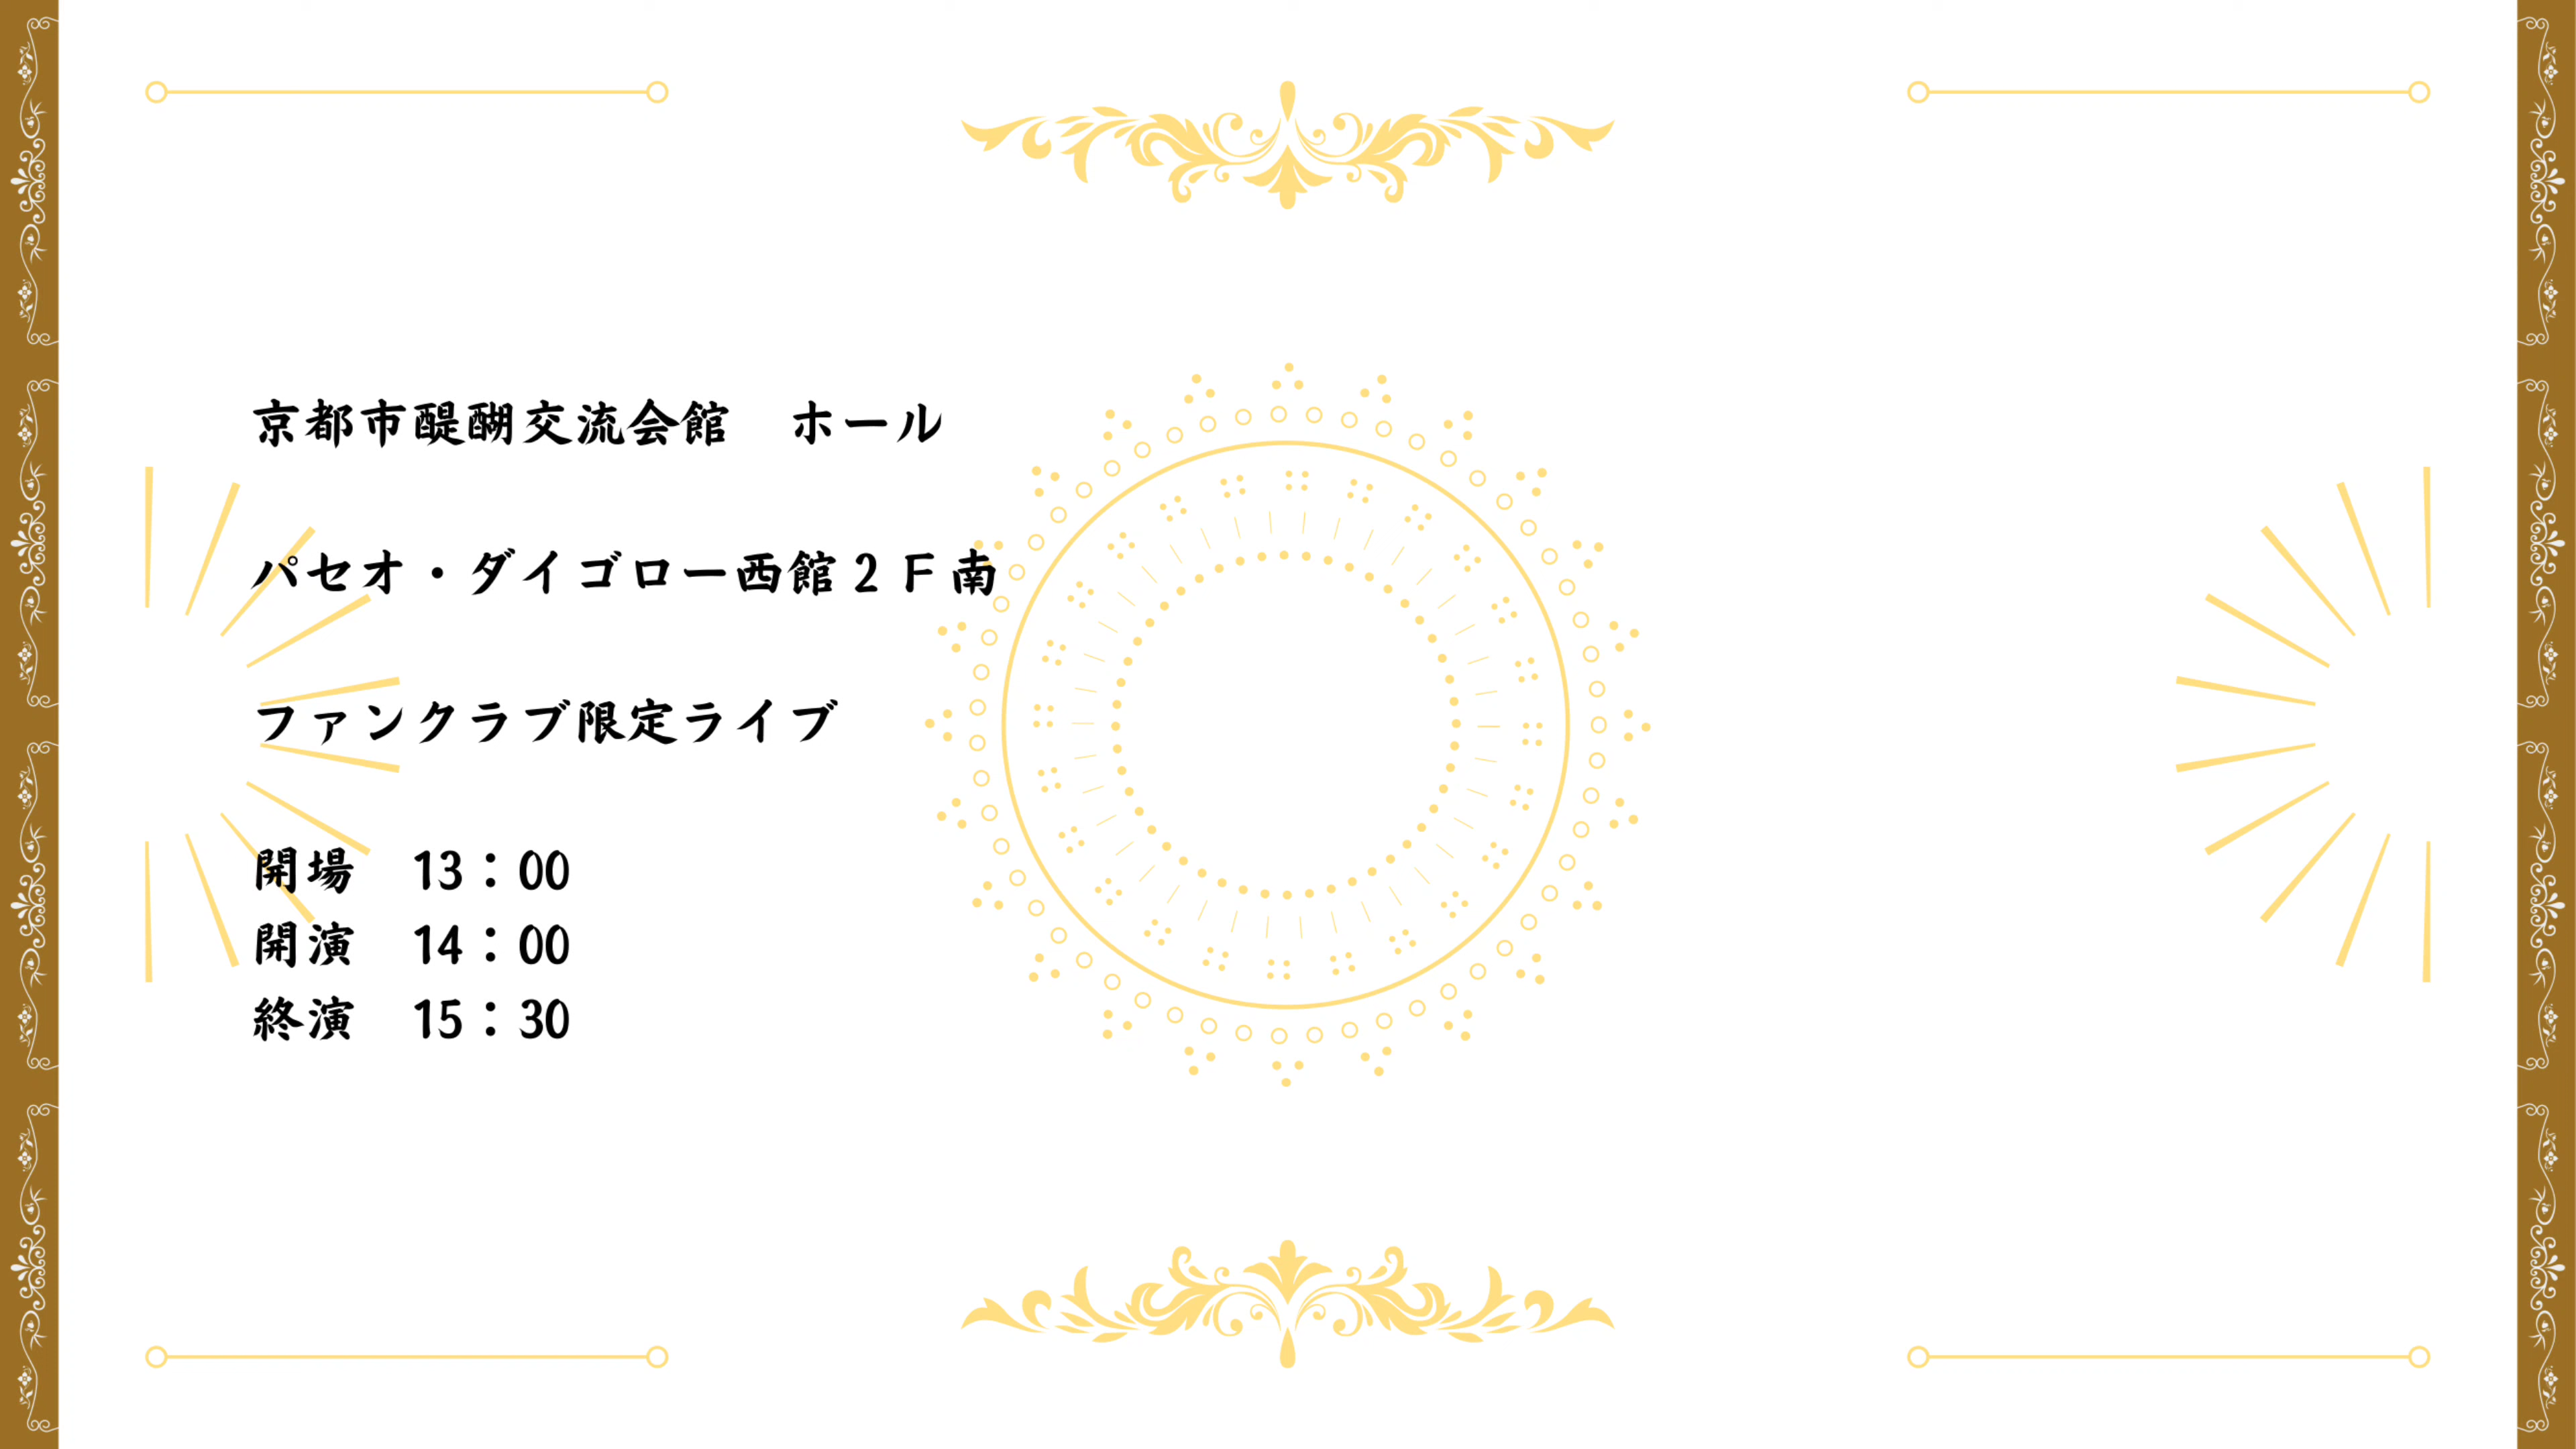 京都市醍醐交流会館　ホール
パセオ・ダイゴロー西館２Ｆ南
ファンクラブ限定ライブ
開場　13：00
開演　14：00
終演　15：30